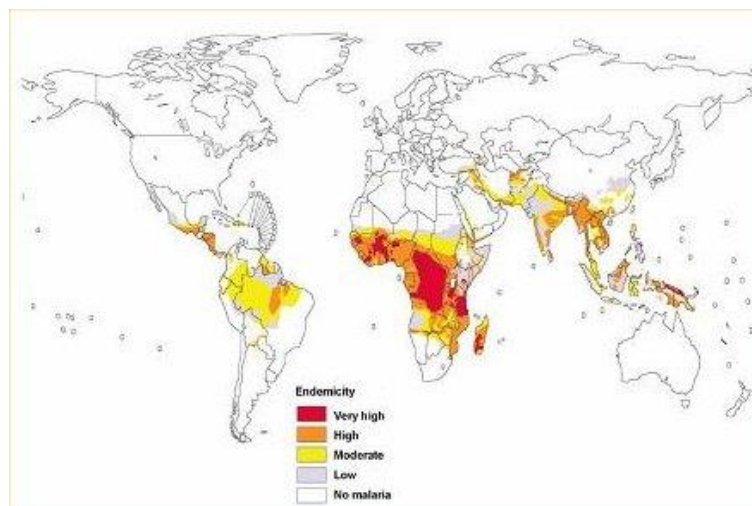 Endemicity
Very high
High
Moderate
Low
No malaria